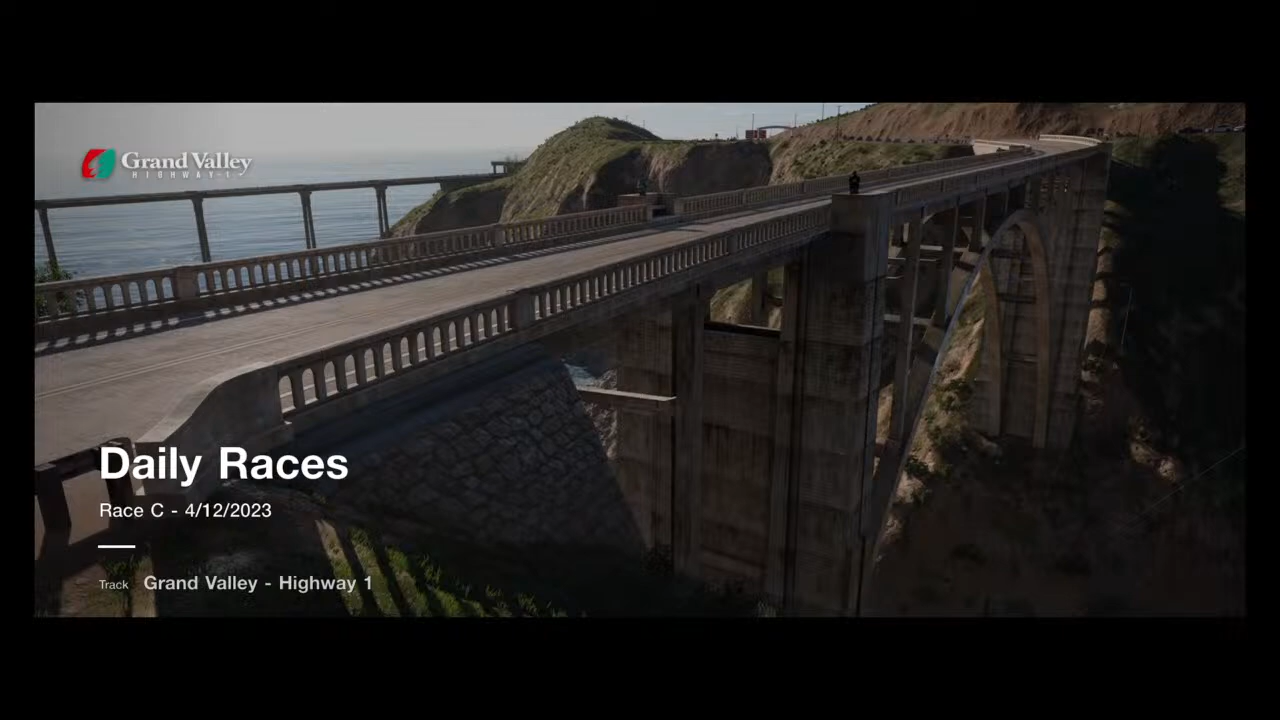 Grand Valley
HIGHWAY·1
Daily Races
Race C - 4/12/2023
Track Grand Valley - Highway 1